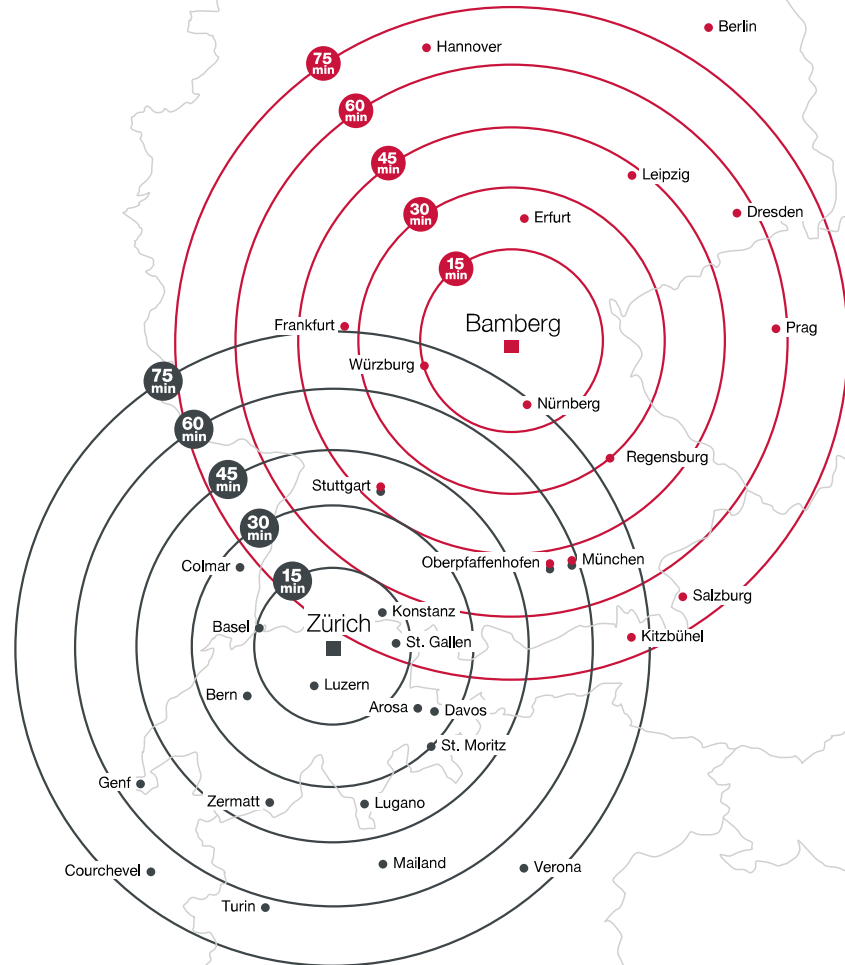 Berlin
Hannover
75
min
60
min
45
min
Leipzig
30
min
Dresden
Erfurt
15
min
Bamberg
Frankfurt
Prag
Würzburg
75
min
Nürnberg
60
min
Regensburg
45
min
Stuttgart
30
min
Oberpfaffenhofen
München
Colmar
15
min
Salzburg
Konstanz
Zürich
Basel
Kitzbühel
St. Gallen
Luzern
Bern
Arosa
Davos
St. Moritz
Genf
Zermatt
Lugano
Mailand
Verona
Courchevel
Turin